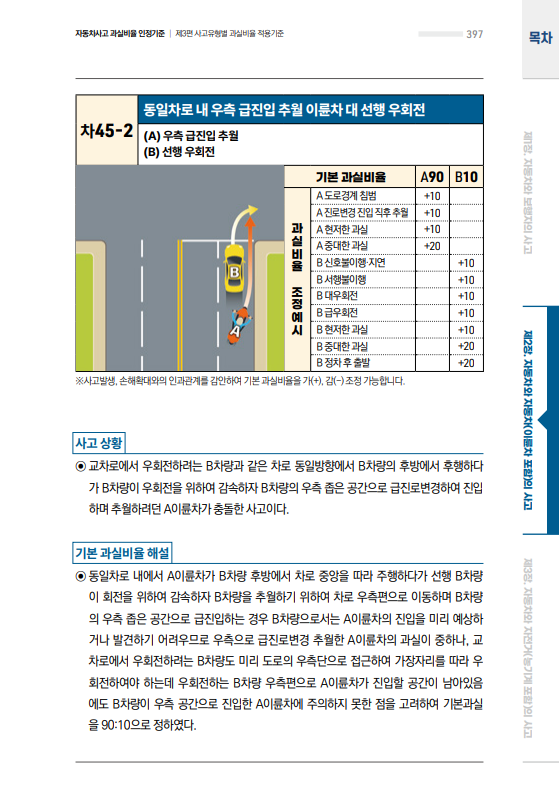 자동차사고 과실비율 인정기준 | 제3편 사고유형별 과실비율 적용기준
397
목차
차45-2
동일차로 내 우측 급진입 추월 이륜차 대 선행 우회전
(A) 우측 급진입 추월
(B) 선행 우회전
기본 과실비율 A90 B10
과실비율 조정예시
A 도로경계 침범 +10
A 진로변경 진입 직후 추월 +10
A 현저한 과실 +10
A 중대한 과실 +20
B 신호불이행·지연 +10
B 서행불이행 +10
B 대우회전 +10
B 급우회전 +10
B 현저한 과실 +10
B 중대한 과실 +20
B 정차 후 출발 +20
B
A
※사고발생, 손해확대와의 인과관계를 감안하여 기본 과실비율을 가(+), 감(-) 조정 가능합니다.
사고 상황
◉ 교차로에서 우회전하려는 B차량과 같은 차로 동일방향에서 B차량의 후방에서 후행하다
가 B차량이 우회전을 위하여 감속하자 B차량의 우측 좁은 공간으로 급진로변경하여 진입
하며 추월하려던 A이륜차가 충돌한 사고이다.
기본 과실비율 해설
◉ 동일차로 내에서 A이륜차가 B차량 후방에서 차로 중앙을 따라 주행하다가 선행 B차량
이 회전을 위하여 감속하자 B차량을 추월하기 위하여 차로 우측편으로 이동하며 B차량
의 우측 좁은 공간으로 급진입하는 경우 B차량으로서는 A이륜차의 진입을 미리 예상하
거나 발견하기 어려우므로 우측으로 급진로변경 추월한 A이륜차의 과실이 중하나, 교
차로에서 우회전하려는 B차량도 미리 도로의 우측단으로 접근하여 가장자리를 따라 우
회전하여야 하는데 우회전하는 B차량 우측편으로 A이륜차가 진입할 공간이 남아있음
에도 B차량이 우측 공간으로 진입한 A이륜차에 주의하지 못한 점을 고려하여 기본과실
을 90:10으로 정하였다.
제1장. 자동차와 보행자의 사고
제2장. 자동차와 자동차(이륜차 포함)의 사고
제3장. 자동차와 자전거(농기계 포함)의 사고